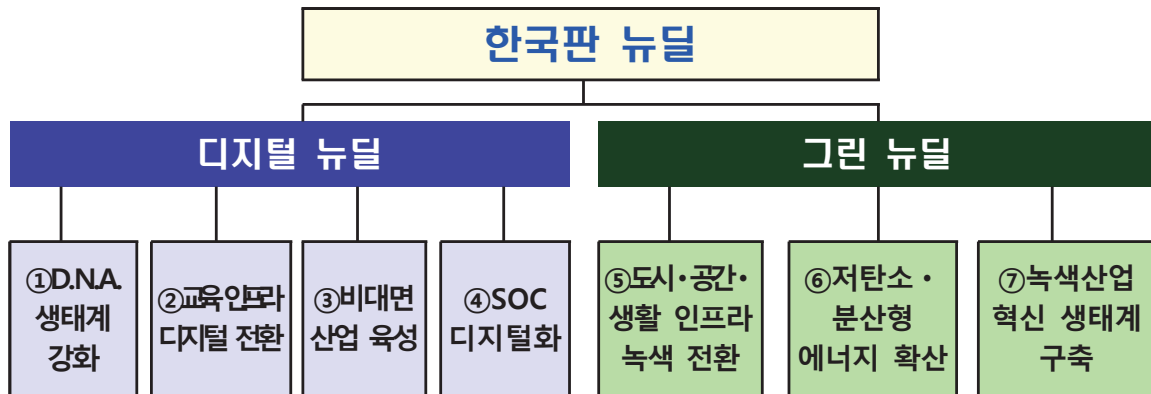 한국판 뉴딜
디지털 뉴딜
그린 뉴딜
①D.N.A.
생태계
강화
②교육인프라
디지털 전환
③비대면
산업 육성
④SOC
디지털화
⑤도시·공간·
생활 인프라
녹색 전환
⑥저탄소·
분산형
에너지 확산
⑦녹색산업
혁신 생태계
구축